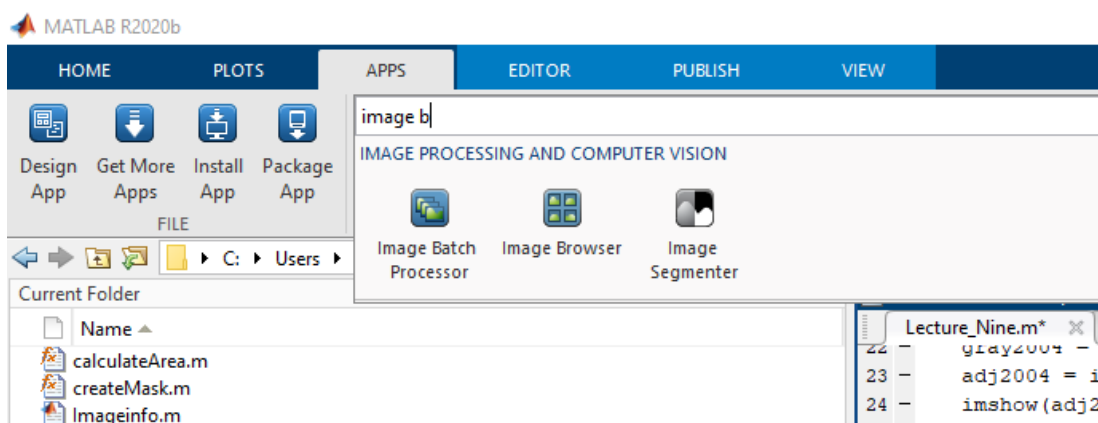 MATLAB R2020b
HOME PLOTS APPS EDITOR PUBLISH VIEW
image b
Design App
Get More Apps
Install App
Package App
FILE
IMAGE PROCESSING AND COMPUTER VISION
Image Batch Processor
Image Browser
Image Segmenter
C: Users
Current Folder
Name
calculateArea.m
createMask.m
Imageinfo.m
Lecture_Nine.m*
22 gray2004 =
23 adj2004 = i
24 imshow(adj2